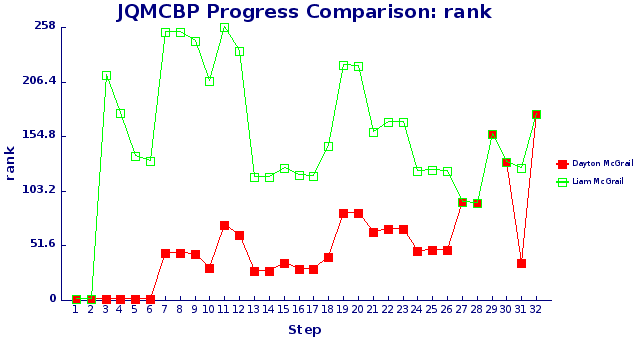 JQMCBP Progress Comparison: rank
258
206.4
154.8
103.2
51.6
0
rank
1 2 3 4 5 6 7 8 9 10 11 12 13 14 15 16 17 18 19 20 21 22 23 24 25 26 27 28 29 30 31 32
Step
Dayton McGrail
Liam McGrail